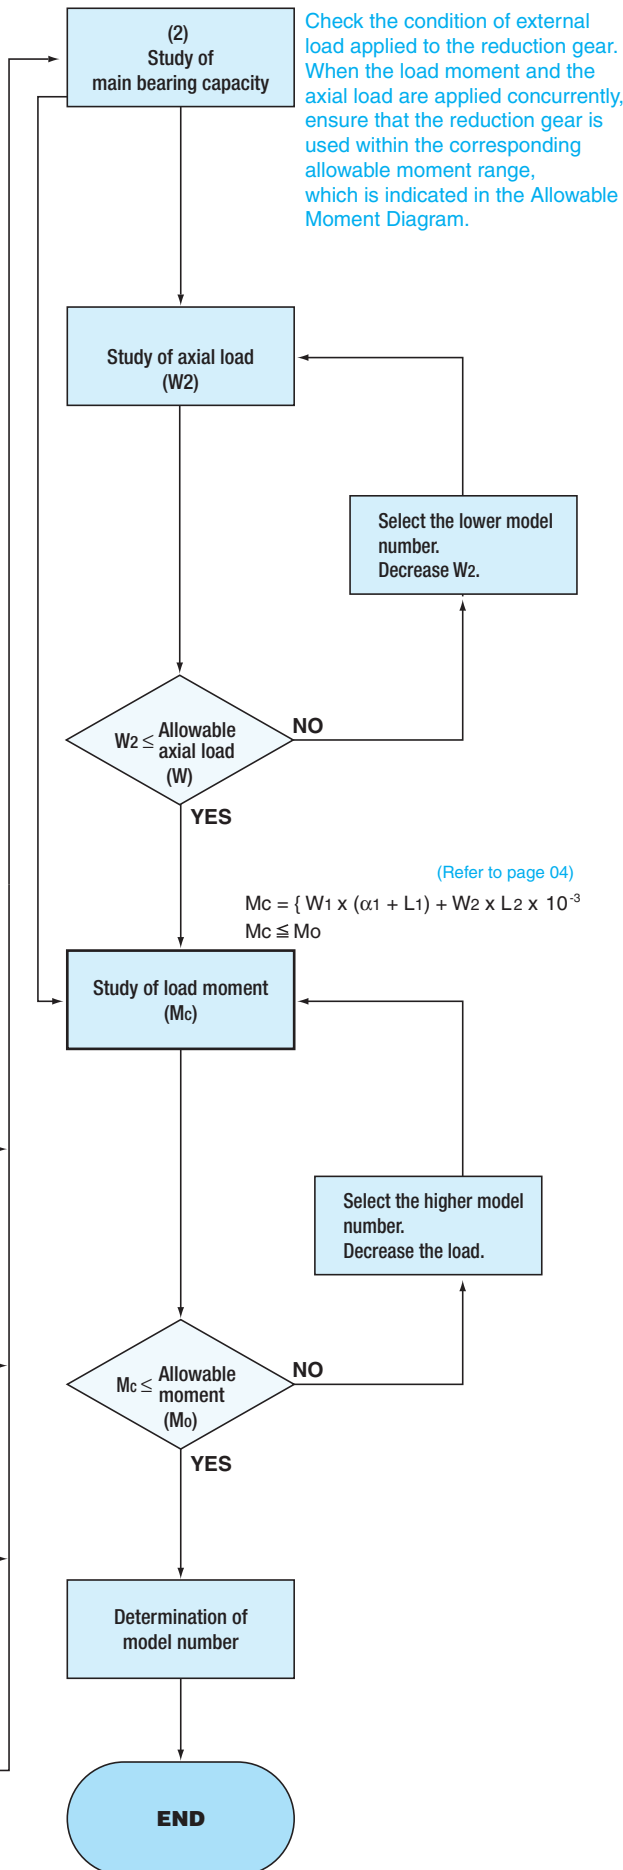 (2)
Study of
main bearing capacity
Check the condition of external
load applied to the reduction gear.
When the load moment and the
axial load are applied concurrently,
ensure that the reduction gear is
used within the corresponding
allowable moment range,
which is indicated in the Allowable
Moment Diagram.
Study of axial load
(W2)
Select the lower model
number.
Decrease W2.
W2 ≤ Allowable
axial load
(W)
NO
YES
(Refer to page 04)
Mc = { W1 x (α1 + L1) + W2 x L2 x 10-3
Mc ≦ Mo
Study of load moment
(Mc)
Select the higher model
number.
Decrease the load.
Mc ≤ Allowable
moment
(Mo)
NO
YES
Determination of
model number
END